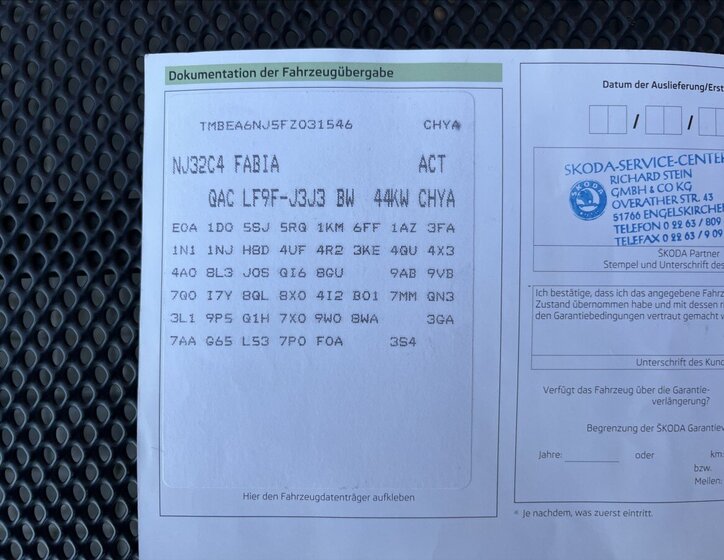 Dokumentation der Fahrzeugübergabe
TMBEA6NJ5FZ031546 CHYA
NJ32C4 FABIA ACT
QAC LF9F-J3J3 BW 44KW CHYA
E0A 1D0 5SJ 5RQ 1KM 6FF 1AZ 3FA
1N1 1NJ H8D 4UF 4R2 3KE 4QU 4X3
4A0 8L3 J0S QI6 8GU 9AB 9VB
7Q0 I7Y 8QL 8X0 4I2 B01 7MM QN3
3L1 9P5 Q1H 7X0 9W0 8WA 3GA
7AA G65 L53 7P0 F0A 3S4
Hier den Fahrzeugdatenträger aufkleben
Datum der Auslieferung/Erst
/ /
SKODA-SERVICE-CENTER
RICHARD STEIN
GMBH & CO KG
OVERATHER STR. 43
51766 ENGELSKIRCHEN
TELEFON 0 22 63 / 809
TELEFAX 0 22 63 / 9 09
SKODA
ŠKODA Partner
Stempel und Unterschrift des
Ich bestätige, dass ich das angegebene Fahrz
Zustand übernommen habe und mit dessen r
den Garantiebedingungen vertraut gemacht w
Unterschrift des Kund
Verfügt das Fahrzeug über die Garantie-
verlängerung?
Begrenzung der ŠKODA Garantiev
Jahre: oder km:
bzw.
Meilen:
* Je nachdem, was zuerst eintritt.